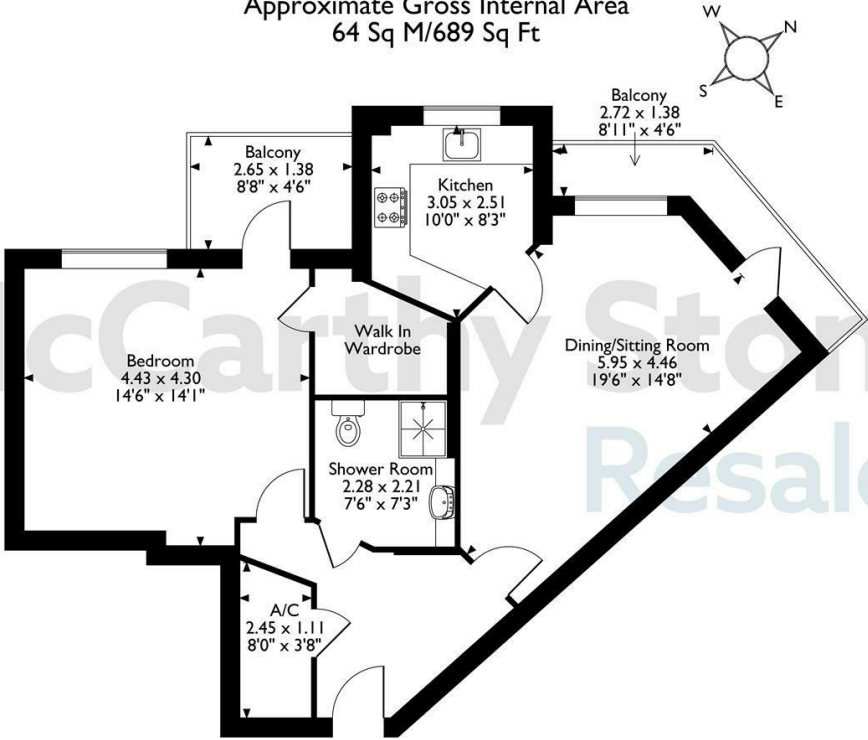 Approximate Gross Internal Area
64 Sq M/689 Sq Ft
W
N
S
E
Balcony
2.72 x 1.38
8'11" x 4'6"
Balcony
2.65 x 1.38
8'8" x 4'6"
Kitchen
3.05 x 2.51
10'0" x 8'3"
Walk In
Wardrobe
Dining/Sitting Room
5.95 x 4.46
19'6" x 14'8"
Bedroom
4.43 x 4.30
14'6" x 14'1"
Shower Room
2.28 x 2.21
7'6" x 7'3"
A/C
2.45 x 1.11
8'0" x 3'8"
cCarthy Ston
Resale